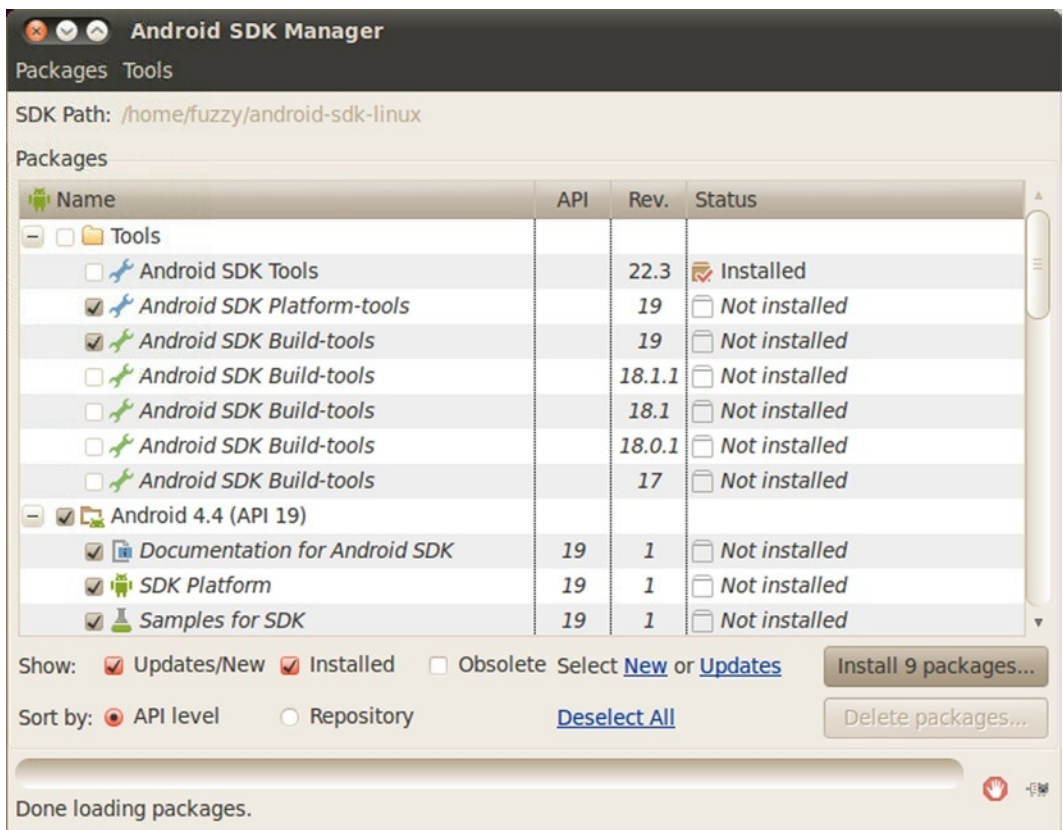 Android SDK Manager
Packages Tools
SDK Path: /home/fuzzy/android-sdk-linux
Packages
Name API Rev. Status
Tools
Android SDK Tools 22.3 Installed
Android SDK Platform-tools 19 Not installed
Android SDK Build-tools 19 Not installed
Android SDK Build-tools 18.1.1 Not installed
Android SDK Build-tools 18.1 Not installed
Android SDK Build-tools 18.0.1 Not installed
Android SDK Build-tools 17 Not installed
Android 4.4 (API 19)
Documentation for Android SDK 19 1 Not installed
SDK Platform 19 1 Not installed
Samples for SDK 19 1 Not installed
Show: Updates/New Installed Obsolete Select New or Updates Install 9 packages...
Sort by: API level Repository Deselect All Delete packages...
Done loading packages.